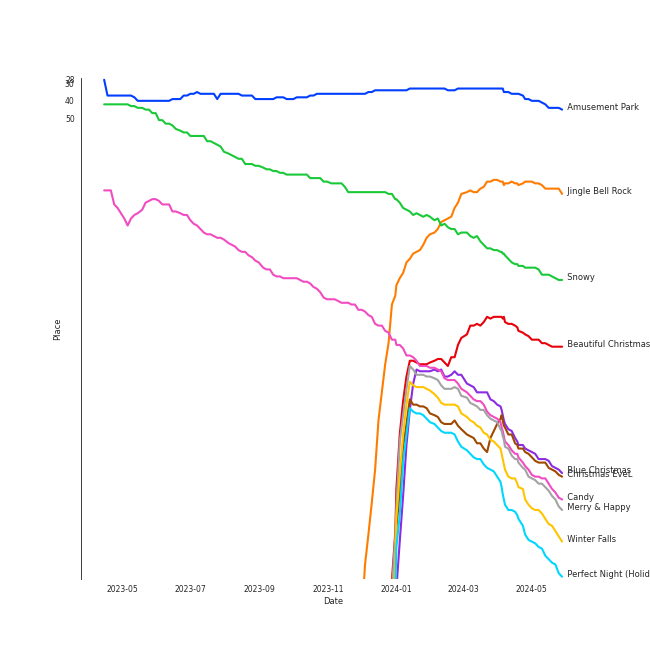 28
30
40
50
Place
Amusement Park
Jingle Bell Rock
Snowy
Beautiful Christmas
Blue Christmas
Christmas EveL
Candy
Merry & Happy
Winter Falls
Perfect Night (Holid
2023-05 2023-07 2023-09 2023-11 2024-01 2024-03 2024-05
Date